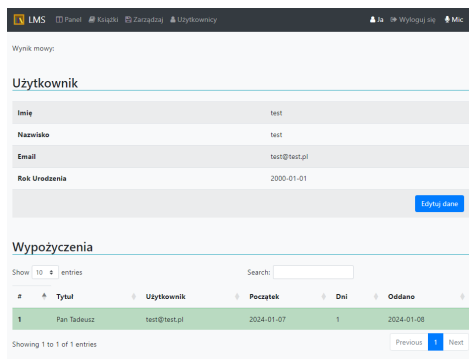 LMS Panel Książki Zarządzaj Użytkownicy Ja Wyloguj się Mic
Wynik mowy:
Użytkownik
Imię test
Nazwisko test
Email test@test.pl
Rok Urodzenia 2000-01-01
Edytuj dane
Wypożyczenia
Show 10 entries Search:
# Tytuł Użytkownik Początek Dni Oddano
1 Pan Tadeusz test@test.pl 2024-01-07 1 2024-01-08
Showing 1 to 1 of 1 entries Previous 1 Next